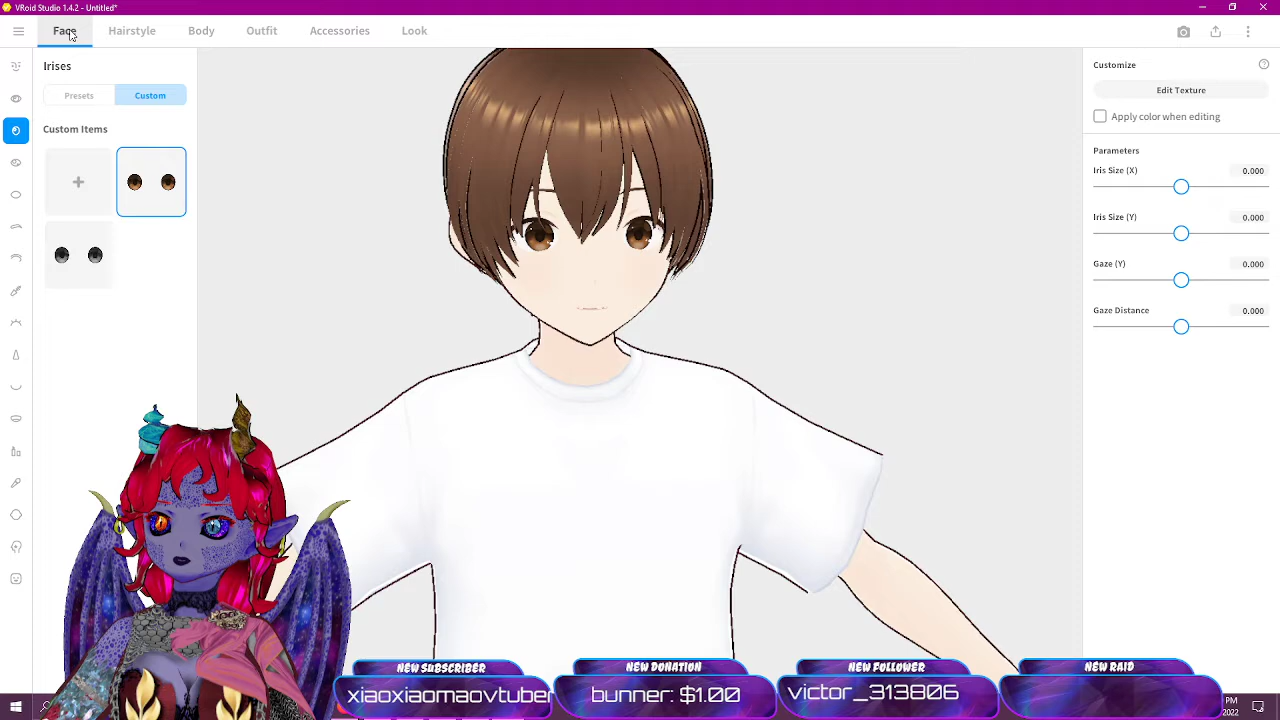 VRoid Studio 1.4.2 - Untitled*
Face Hairstyle Body Outfit Accessories Look
Irises
Presets Custom
Custom Items
Customize
Edit Texture
Apply color when editing
Parameters
Iris Size (X) 0.000
Iris Size (Y) 0.000
Gaze (Y) 0.000
Gaze Distance 0.000
NEW SUBSCRIBER
xiaoxiaomaovtuber
NEW DONATION
bunner: $1.00
NEW FOLLOWER
victor_313806
NEW RAID
PM
2022